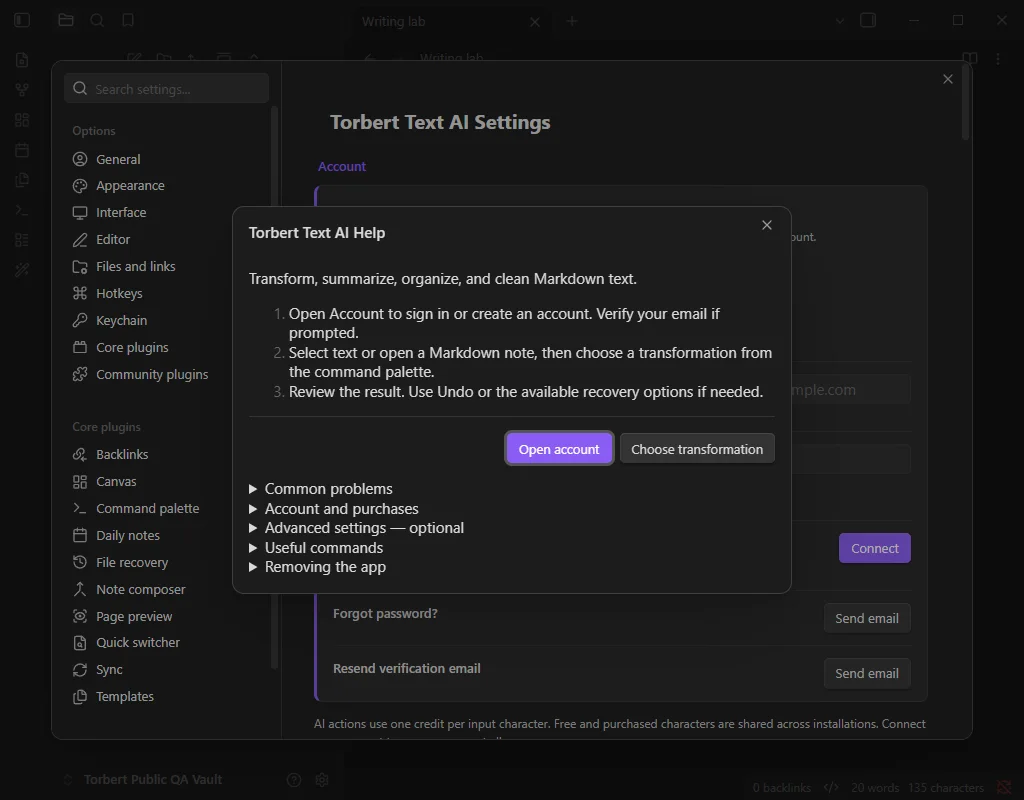 Writing lab
Writing lab
Search settings...
Options
General
Appearance
Interface
Editor
Files and links
Hotkeys
Keychain
Core plugins
Community plugins
Core plugins
Backlinks
Canvas
Command palette
Daily notes
File recovery
Note composer
Page preview
Quick switcher
Sync
Templates
Torbert Text AI Settings
Account
Torbert Text AI Help
Transform, summarize, organize, and clean Markdown text.
1. Open Account to sign in or create an account. Verify your email if
prompted.
2. Select text or open a Markdown note, then choose a transformation from
the command palette.
3. Review the result. Use Undo or the available recovery options if needed.
Open account
Choose transformation
Common problems
Account and purchases
Advanced settings — optional
Useful commands
Removing the app
Connect
Forgot password?
Send email
Resend verification email
Send email
AI actions use one credit per input character. Free and purchased characters are shared across installations. Connect
Torbert Public QA Vault
0 backlinks
20 words
135 characters